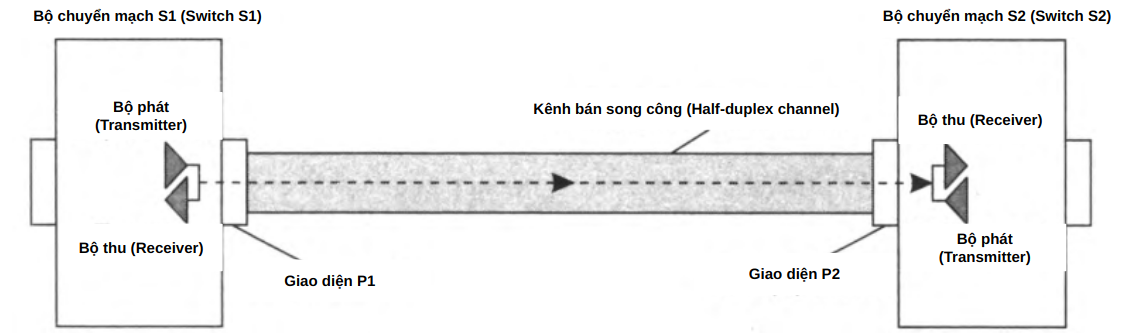 Bộ chuyển mạch S1 (Switch S1)
Bộ chuyển mạch S2 (Switch S2)
Bộ phát
(Transmitter)
Kênh bán song công (Half-duplex channel)
Bộ thu (Receiver)
Bộ thu (Receiver)
Bộ phát
(Transmitter)
Giao diện P1
Giao diện P2